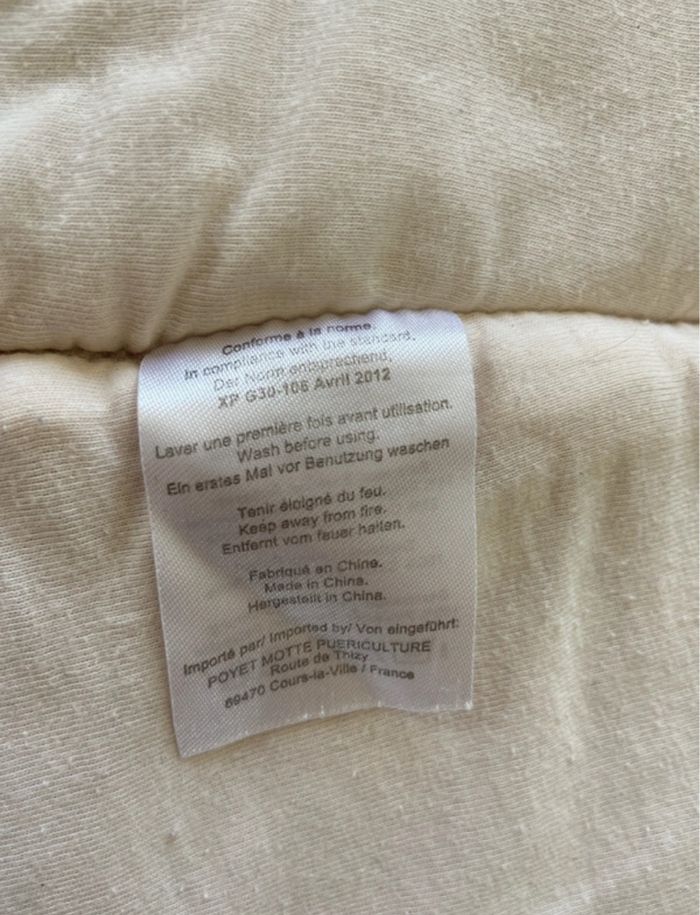 Conforme à la norme.
In compliance with the standard.
Der Norm entsprechend.
XP G30-106 Avril 2012
Laver une première fois avant utilisation.
Wash before using.
Ein erstes Mal vor Benutzung waschen
Tenir éloigné du feu.
Keep away from fire.
Entfernt vom feuer halten.
Fabriqué en Chine.
Made in China.
Hergestellt in China.
Importé par/ Imported by/ Von eingeführt:
POYET MOTTE PUERICULTURE
Route de Thizy
69470 Cours-la-Ville / France